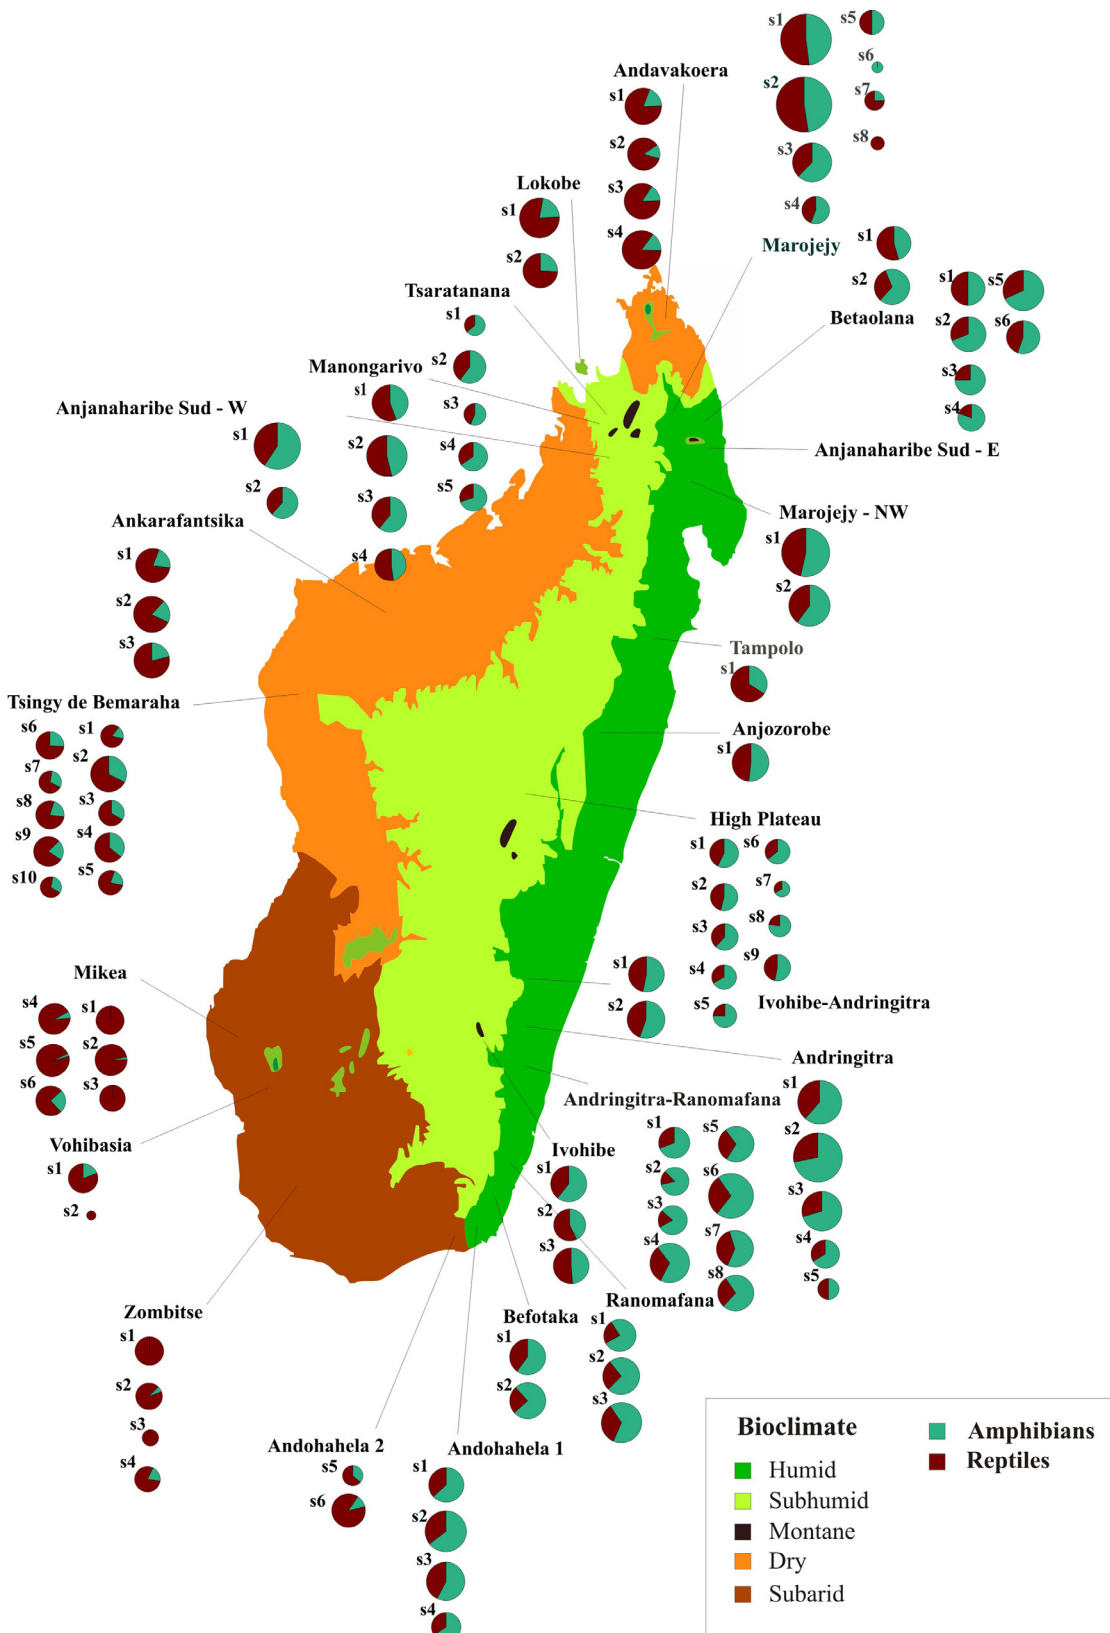 s1
s5
s6
s2
s7
s8
s3
s4
Marojejy
Andavakoera
s1
s2
s3
s4
Lokobe
s1
s2
s1
s2
Betaolana
s1
s5
s2
s6
s3
s4
Anjanaharibe Sud - E
Tsaratanana
s1
s2
s3
s4
s5
Manongarivo
s1
s2
s3
s4
Anjanaharibe Sud - W
s1
s2
Marojejy - NW
s1
s2
Ankarafantsika
s1
s2
s3
Tampolo
s1
Tsingy de Bemaraha
s6
s1
s7
s2
s8
s3
s9
s4
s10
s5
Anjozorobe
s1
High Plateau
s1
s6
s2
s7
s3
s8
s4
s9
s5
s1
s2
Ivohibe-Andringitra
Mikea
s4
s1
s5
s2
s6
s3
Andringitra
s1
s2
s3
s4
s5
Andringitra-Ranomafana
s1
s5
s2
s6
s3
s7
s4
s8
Vohibasia
s1
s2
Ivohibe
s1
s2
s3
Ranomafana
s1
s2
s3
Zombitse
s1
s2
s3
s4
Befotaka
s1
s2
Andohahela 2
s5
s6
Andohahela 1
s1
s2
s3
s4
Bioclimate
Humid
Subhumid
Montane
Dry
Subarid
Amphibians
Reptiles